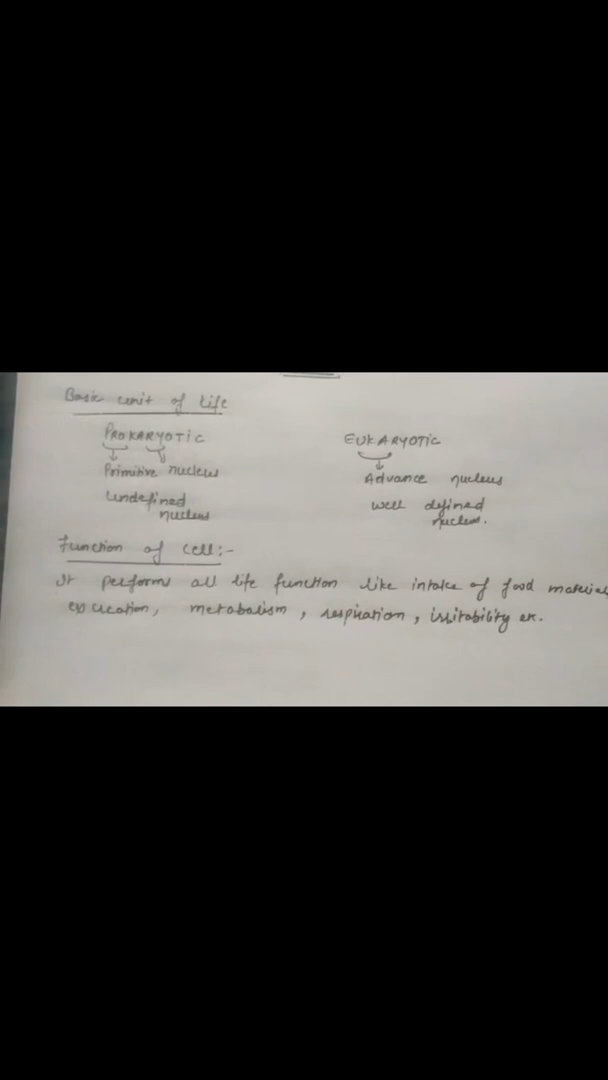 Basic unit of life
PROKARYOTIC
EUKARYOTIC
Primitive nucleus
Advance nucleus
Undefined
nucleus
well defined
nucleus.
Function of cell:-
It performs all life function like intake of food material
excreation, metabolism, respiration, irritability etc.